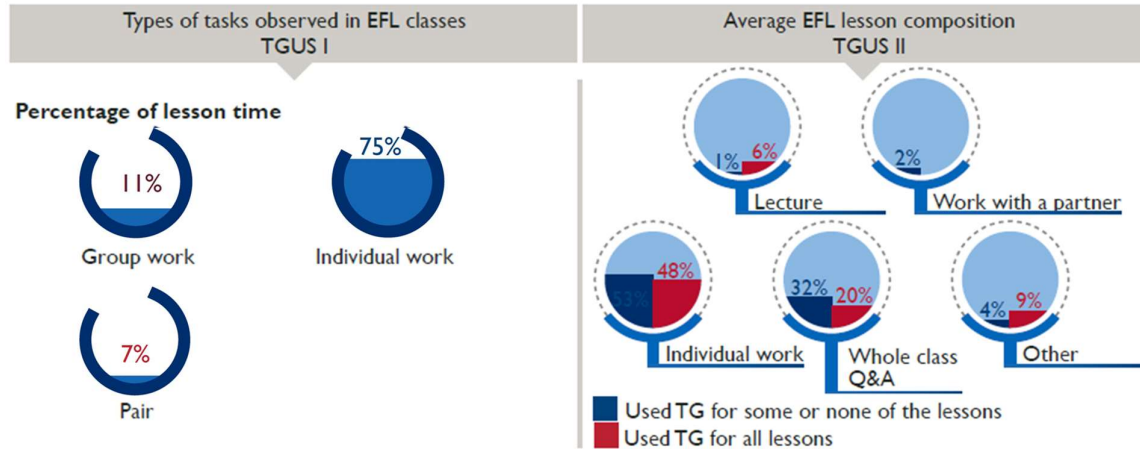 Types of tasks observed in EFL classes
TGUS I
Percentage of lesson time
11%
Group work
75%
Individual work
7%
Pair
Average EFL lesson composition
TGUS II
1%
6%
Lecture
2%
Work with a partner
53%
48%
Individual work
32%
20%
Whole class
Q&A
4%
9%
Other
Used TG for some or none of the lessons
Used TG for all lessons